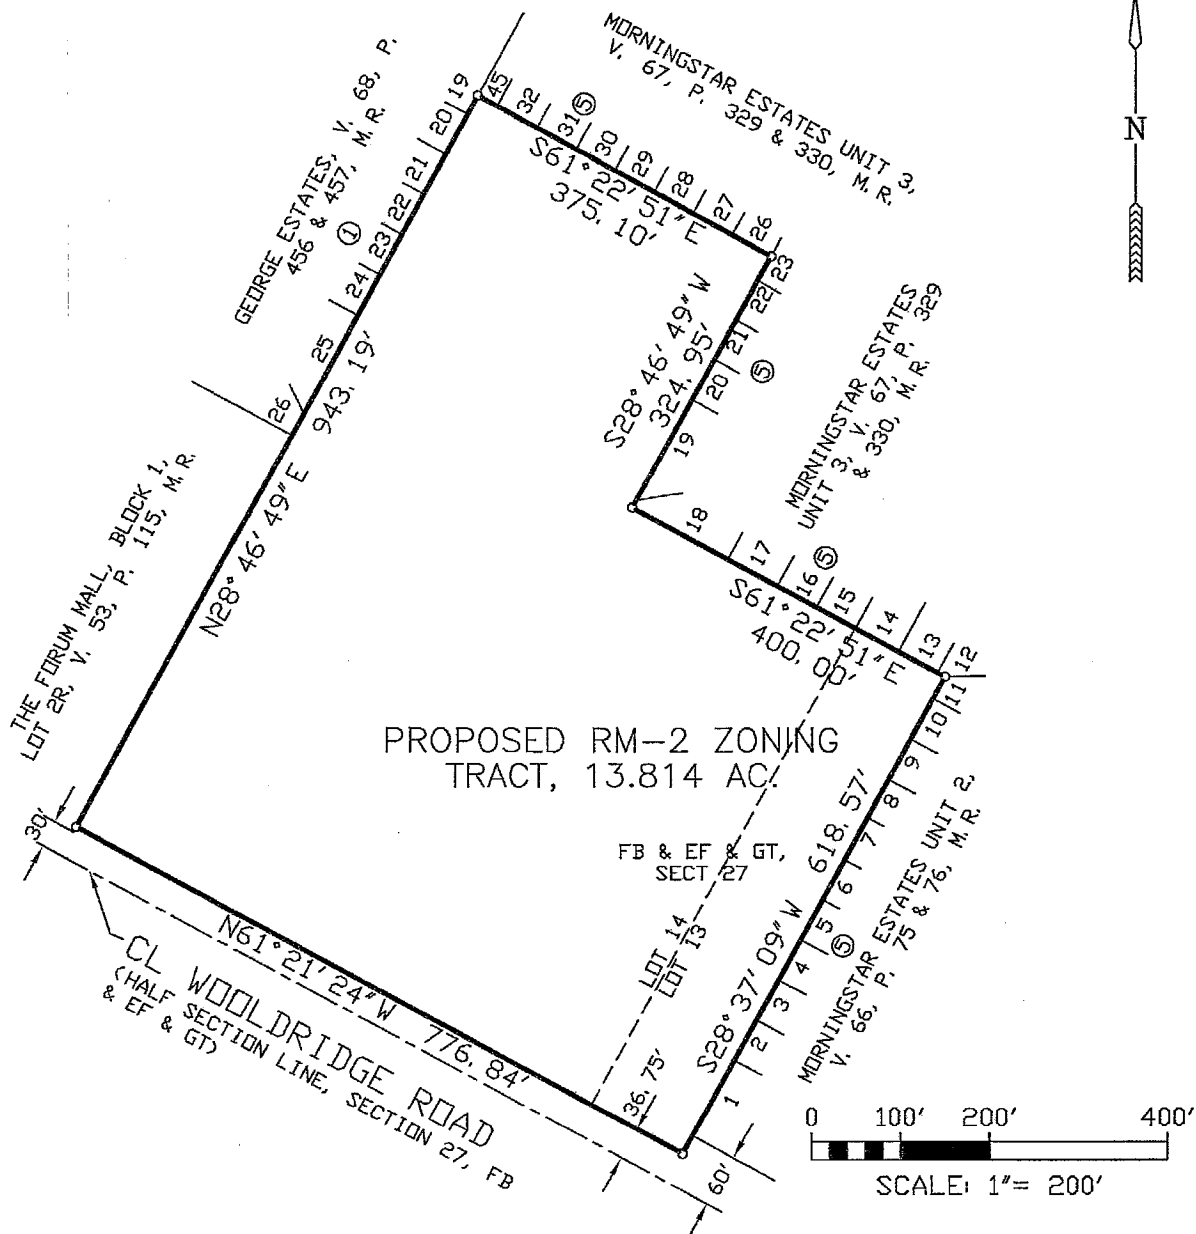 MORNINGSTAR ESTATES UNIT 3,
V. 67, P. 329 & 330, M.R.
N
GEORGE ESTATES, V. 68, P.
456 & 457, M.R.
1
19
20
21
22
23
24
25
26
45
32
31
5
30
29
28
27
26
S61°22'51"E
375.10'
23
22
21
20
19
5
S28°46'49"W
324.95'
MORNINGSTAR ESTATES
UNIT 3, V. 67, P. 329
& 330, M.R.
943.19'
N28°46'49"E
THE FORUM MALL, BLOCK 1,
LOT 2R, V. 53, P. 115, M.R.
18
17
16
5
15
14
13
12
S61°22'51"E
400.00'
PROPOSED RM-2 ZONING
TRACT, 13.814 AC.
FB & EF & GT,
SECT 27
LOT 14
LOT 13
11
10
9
8
7
6
5
5
4
3
2
1
S28°37'09"W 618.57'
MORNINGSTAR ESTATES UNIT 2,
V. 66, P. 75 & 76, M.R.
30'
N61°21'24"W 776.84'
36.75'
60'
CL WOOLDRIDGE ROAD
(HALF SECTION LINE, SECTION 27, FB
& EF & GT)
0 100' 200' 400'
SCALE: 1"= 200'